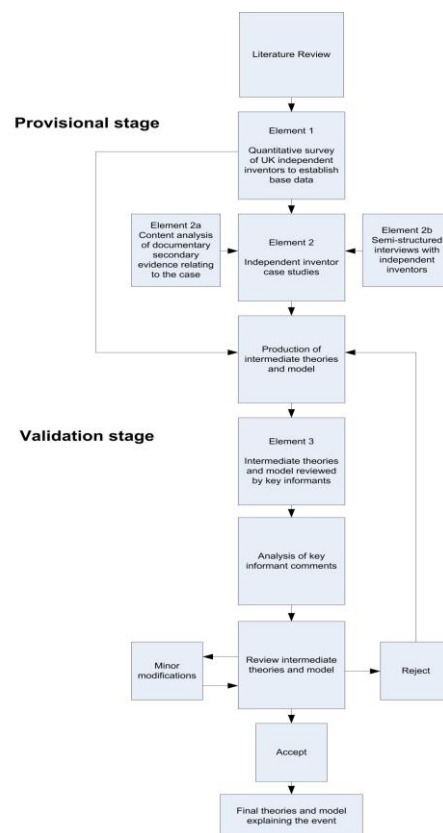 Literature Review
Provisional stage
Element 1
Quantitative survey
of UK independent
inventors to establish
base data
Element 2a
Content analysis
of documentary
secondary
evidence relating
to the case
Element 2
Independent inventor
case studies
Element 2b
Semi-structured
interviews with
independent
inventors
Production of
intermediate theories
and model
Validation stage
Element 3
Intermediate theories
and model reviewed
by key informants
Analysis of key
informant comments
Minor
modifications
Review intermediate
theories and model
Reject
Accept
Final theories and model
explaining the event